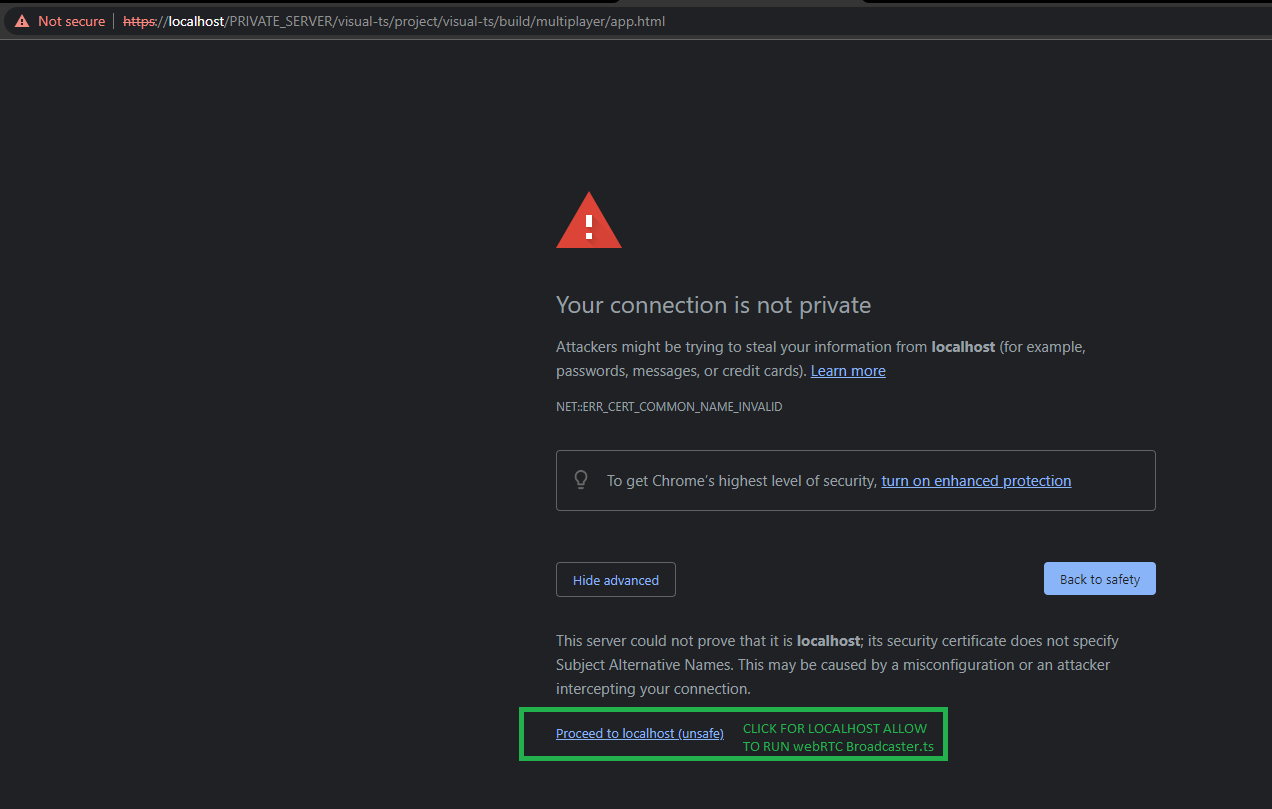 Not secure https://localhost/PRIVATE_SERVER/visual-ts/project/visual-ts/build/multiplayer/app.html
Your connection is not private
Attackers might be trying to steal your information from localhost (for example,
passwords, messages, or credit cards). Learn more
NET::ERR_CERT_COMMON_NAME_INVALID
To get Chrome's highest level of security, turn on enhanced protection
Hide advanced
Back to safety
This server could not prove that it is localhost; its security certificate does not specify
Subject Alternative Names. This may be caused by a misconfiguration or an attacker
intercepting your connection.
Proceed to localhost (unsafe)
CLICK FOR LOCALHOST ALLOW
TO RUN webRTC Broadcaster.ts